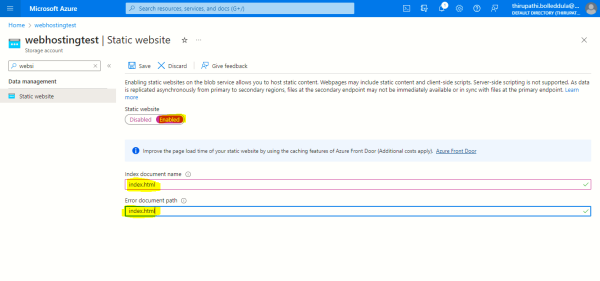 Microsoft Azure
Search resources, services, and docs (G+/)
1
thirupathi.bolleddula@...
DEFAULT DIRECTORY (THIRUPAT...
Home > webhostingtest
webhostingtest | Static website
Storage account
websi
Save
Discard
Give feedback
Data management
Static website
Enabling static websites on the blob service allows you to host static content. Webpages may include static content and client-side scripts. Server-side scripting is not supported. As data
is replicated asynchronously from primary to secondary regions, files at the secondary endpoint may not be immediately available or in sync with files at the primary endpoint. Learn
more
Static website
Disabled Enabled
Improve the page load time of your static website by using the caching features of Azure Front Door (Additional costs apply). Azure Front Door
Index document name
index.html
Error document path
index.html